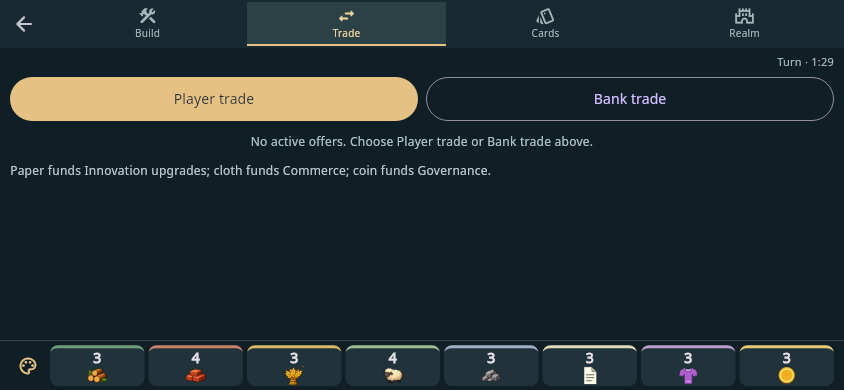 Build
Trade
Cards
Realm
Turn · 1:29
Player trade
Bank trade
No active offers. Choose Player trade or Bank trade above.
Paper funds Innovation upgrades; cloth funds Commerce; coin funds Governance.
3
4
3
4
3
3
3
3